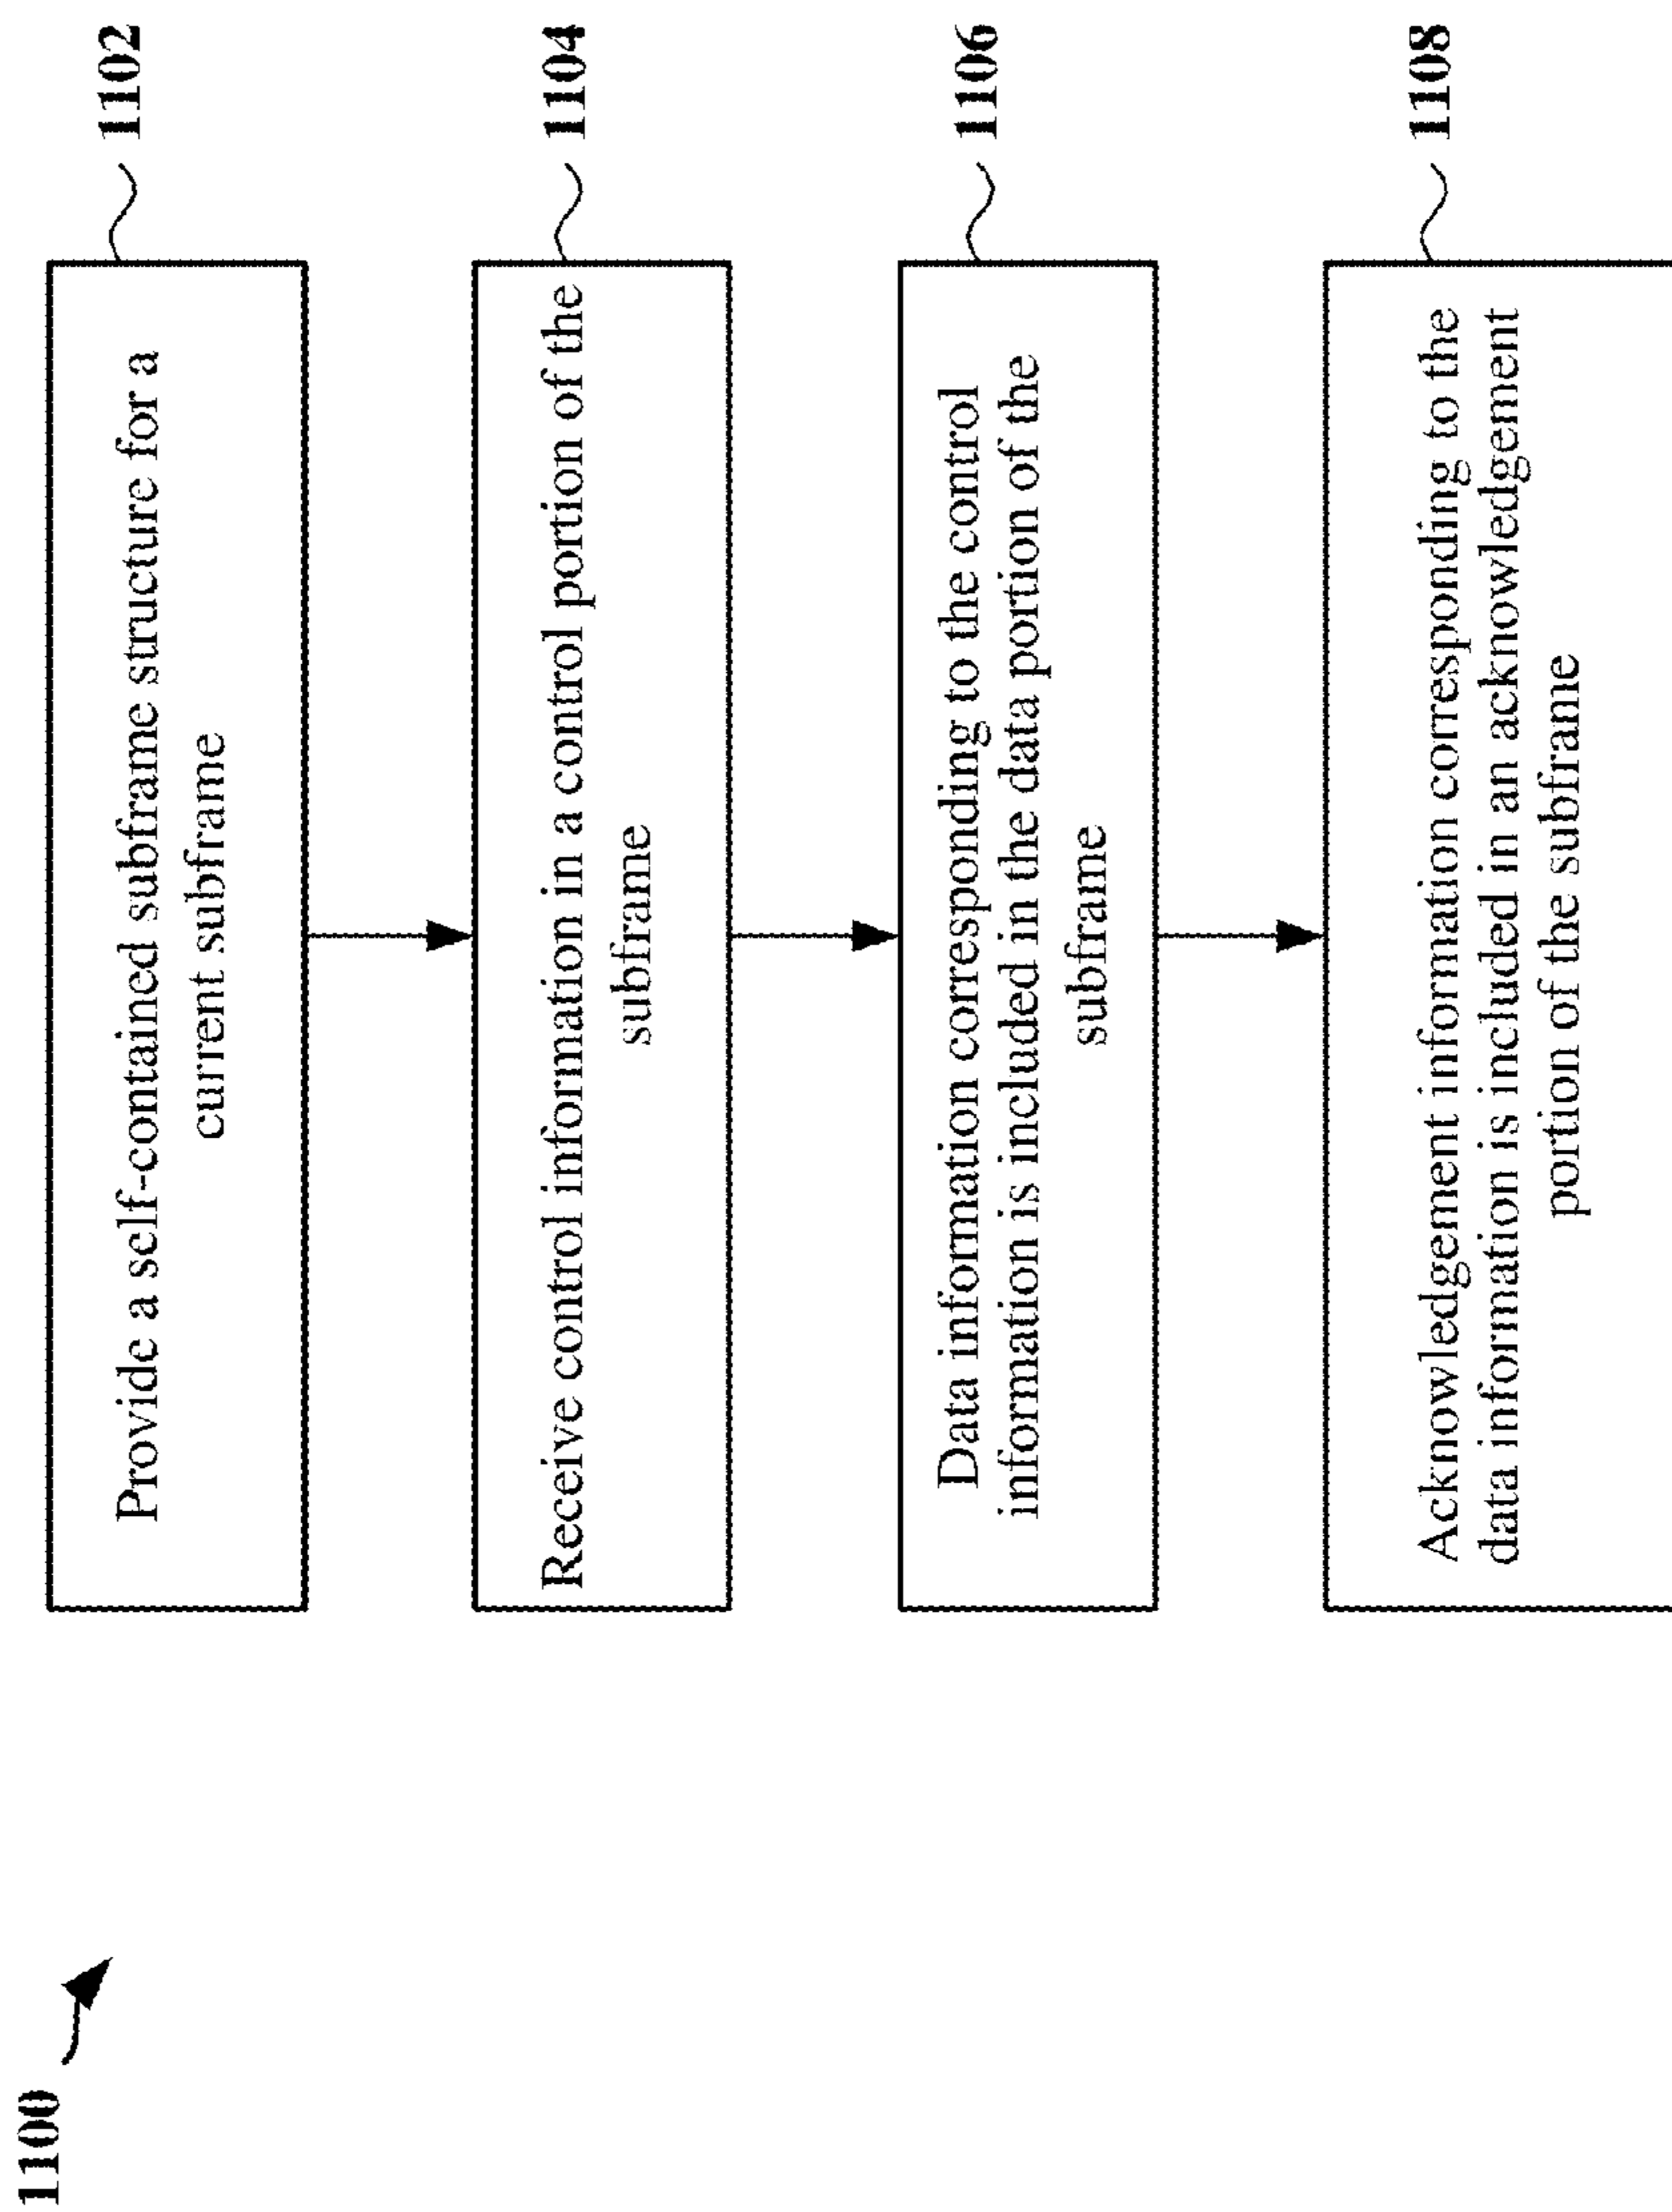 1100
Provide a self-contained subframe structure for a
current subframe
1102
Receive control information in a control portion of the
subframe
1104
Data information corresponding to the control
information is included in the data portion of the
subframe
1106
Acknowledgement information corresponding to the
data information is included in an acknowledgement
portion of the subframe
1108